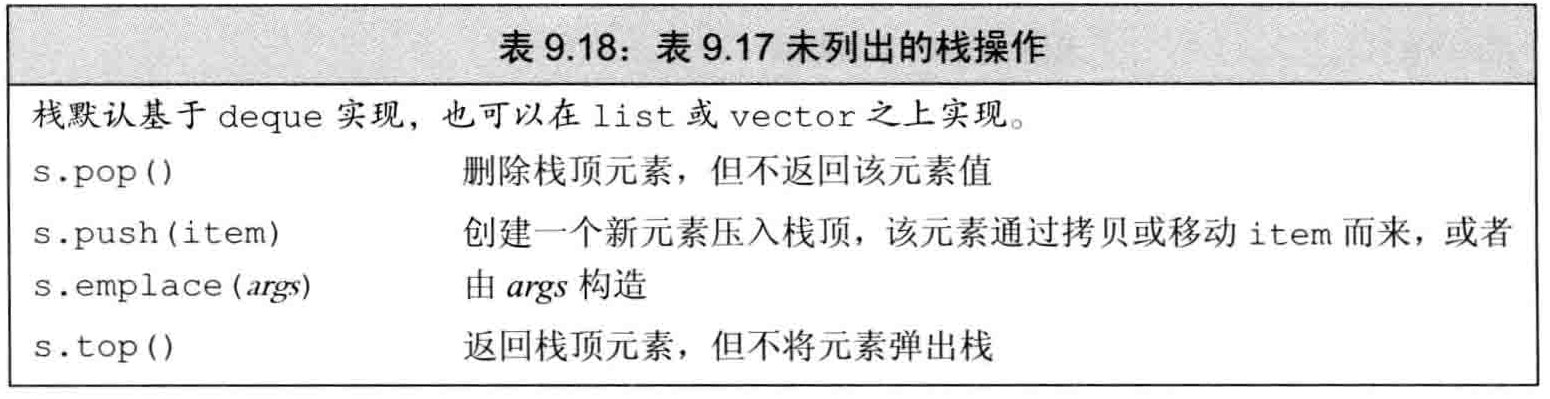 表 9.18：表 9.17 未列出的栈操作
栈默认基于 deque 实现，也可以在 list 或 vector 之上实现。
s.pop() 删除栈顶元素，但不返回该元素值
s.push(item) 创建一个新元素压入栈顶，该元素通过拷贝或移动 item 而来，或者
s.emplace(args) 由 args 构造
s.top() 返回栈顶元素，但不将元素弹出栈